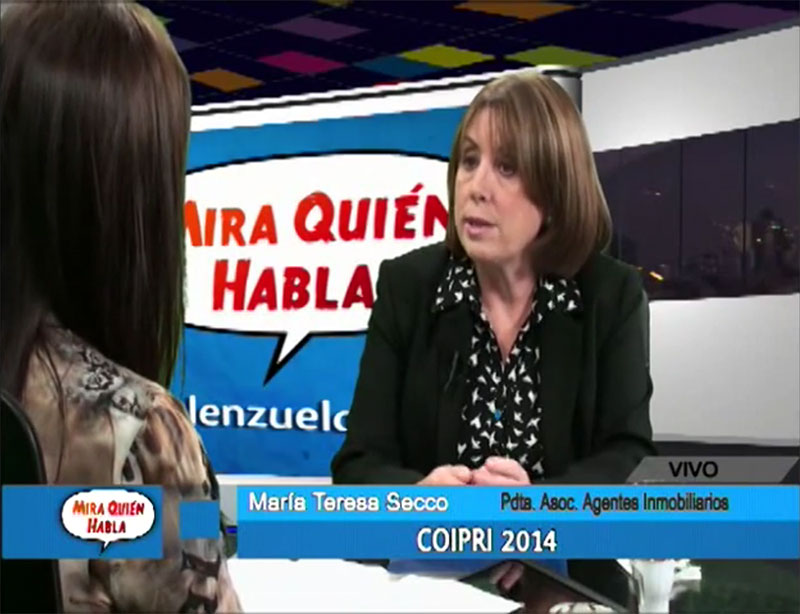 MIRA QUIÉN
HABLA
lenzuelo
VIVO
MIRA QUIÉN
HABLA
María Teresa Secco
Pdta. Asoc. Agentes Inmobiliarios
COIPRI 2014